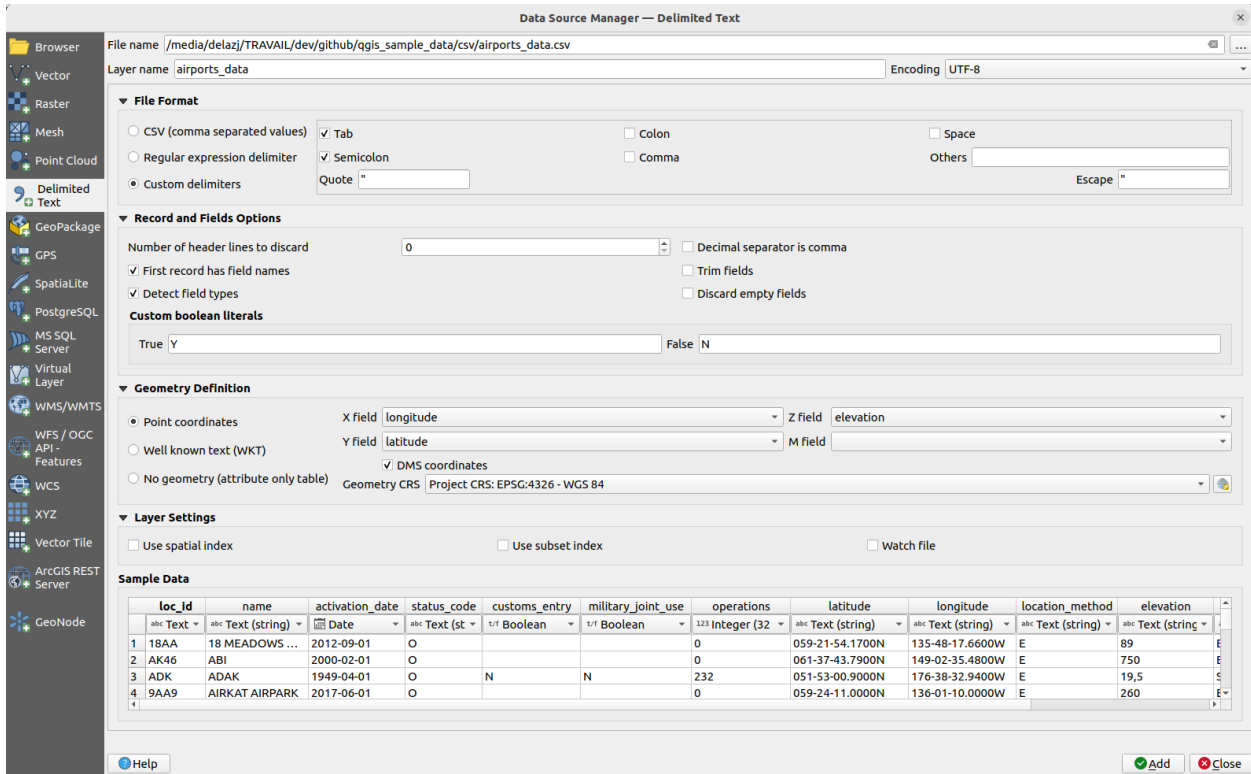 Data Source Manager — Delimited Text
Browser
Vector
Raster
Mesh
Point Cloud
Delimited
Text
GeoPackage
GPS
SpatiaLite
PostgreSQL
MS SQL
Server
Virtual
Layer
WMS/WMTS
WFS / OGC
API -
Features
WCS
XYZ
Vector Tile
ArcGIS REST
Server
GeoNode
File name /media/delazj/TRAVAIL/dev/github/qgis_sample_data/csv/airports_data.csv ...
Layer name airports_data Encoding UTF-8
File Format
CSV (comma separated values) Tab Colon Space
Regular expression delimiter Semicolon Comma Others
Custom delimiters Quote " Escape "
Record and Fields Options
Number of header lines to discard 0 Decimal separator is comma
First record has field names Trim fields
Detect field types Discard empty fields
Custom boolean literals
True Y False N
Geometry Definition
Point coordinates X field longitude Z field elevation
Well known text (WKT) Y field latitude M field
DMS coordinates
No geometry (attribute only table) Geometry CRS Project CRS: EPSG:4326 - WGS 84
Layer Settings
Use spatial index Use subset index Watch file
Sample Data
loc_id name activation_date status_code customs_entry military_joint_use operations latitude longitude location_method elevation
abc Text abc Text (string) Date abc Text (st t/f Boolean t/f Boolean 123 Integer (32 abc Text (string) abc Text (string) abc Text (string) abc Text (string
1 18AA 18 MEADOWS ... 2012-09-01 O 0 059-21-54.1700N 135-48-17.6600W E 89
2 AK46 ABI 2000-02-01 O 0 061-37-43.7900N 149-02-35.4800W E 750
3 ADK ADAK 1949-04-01 O N N 232 051-53-00.9000N 176-38-32.9400W E 19,5
4 9AA9 AIRKAT AIRPARK 2017-06-01 O 0 059-24-11.0000N 136-01-10.0000W E 260
Help Add Close